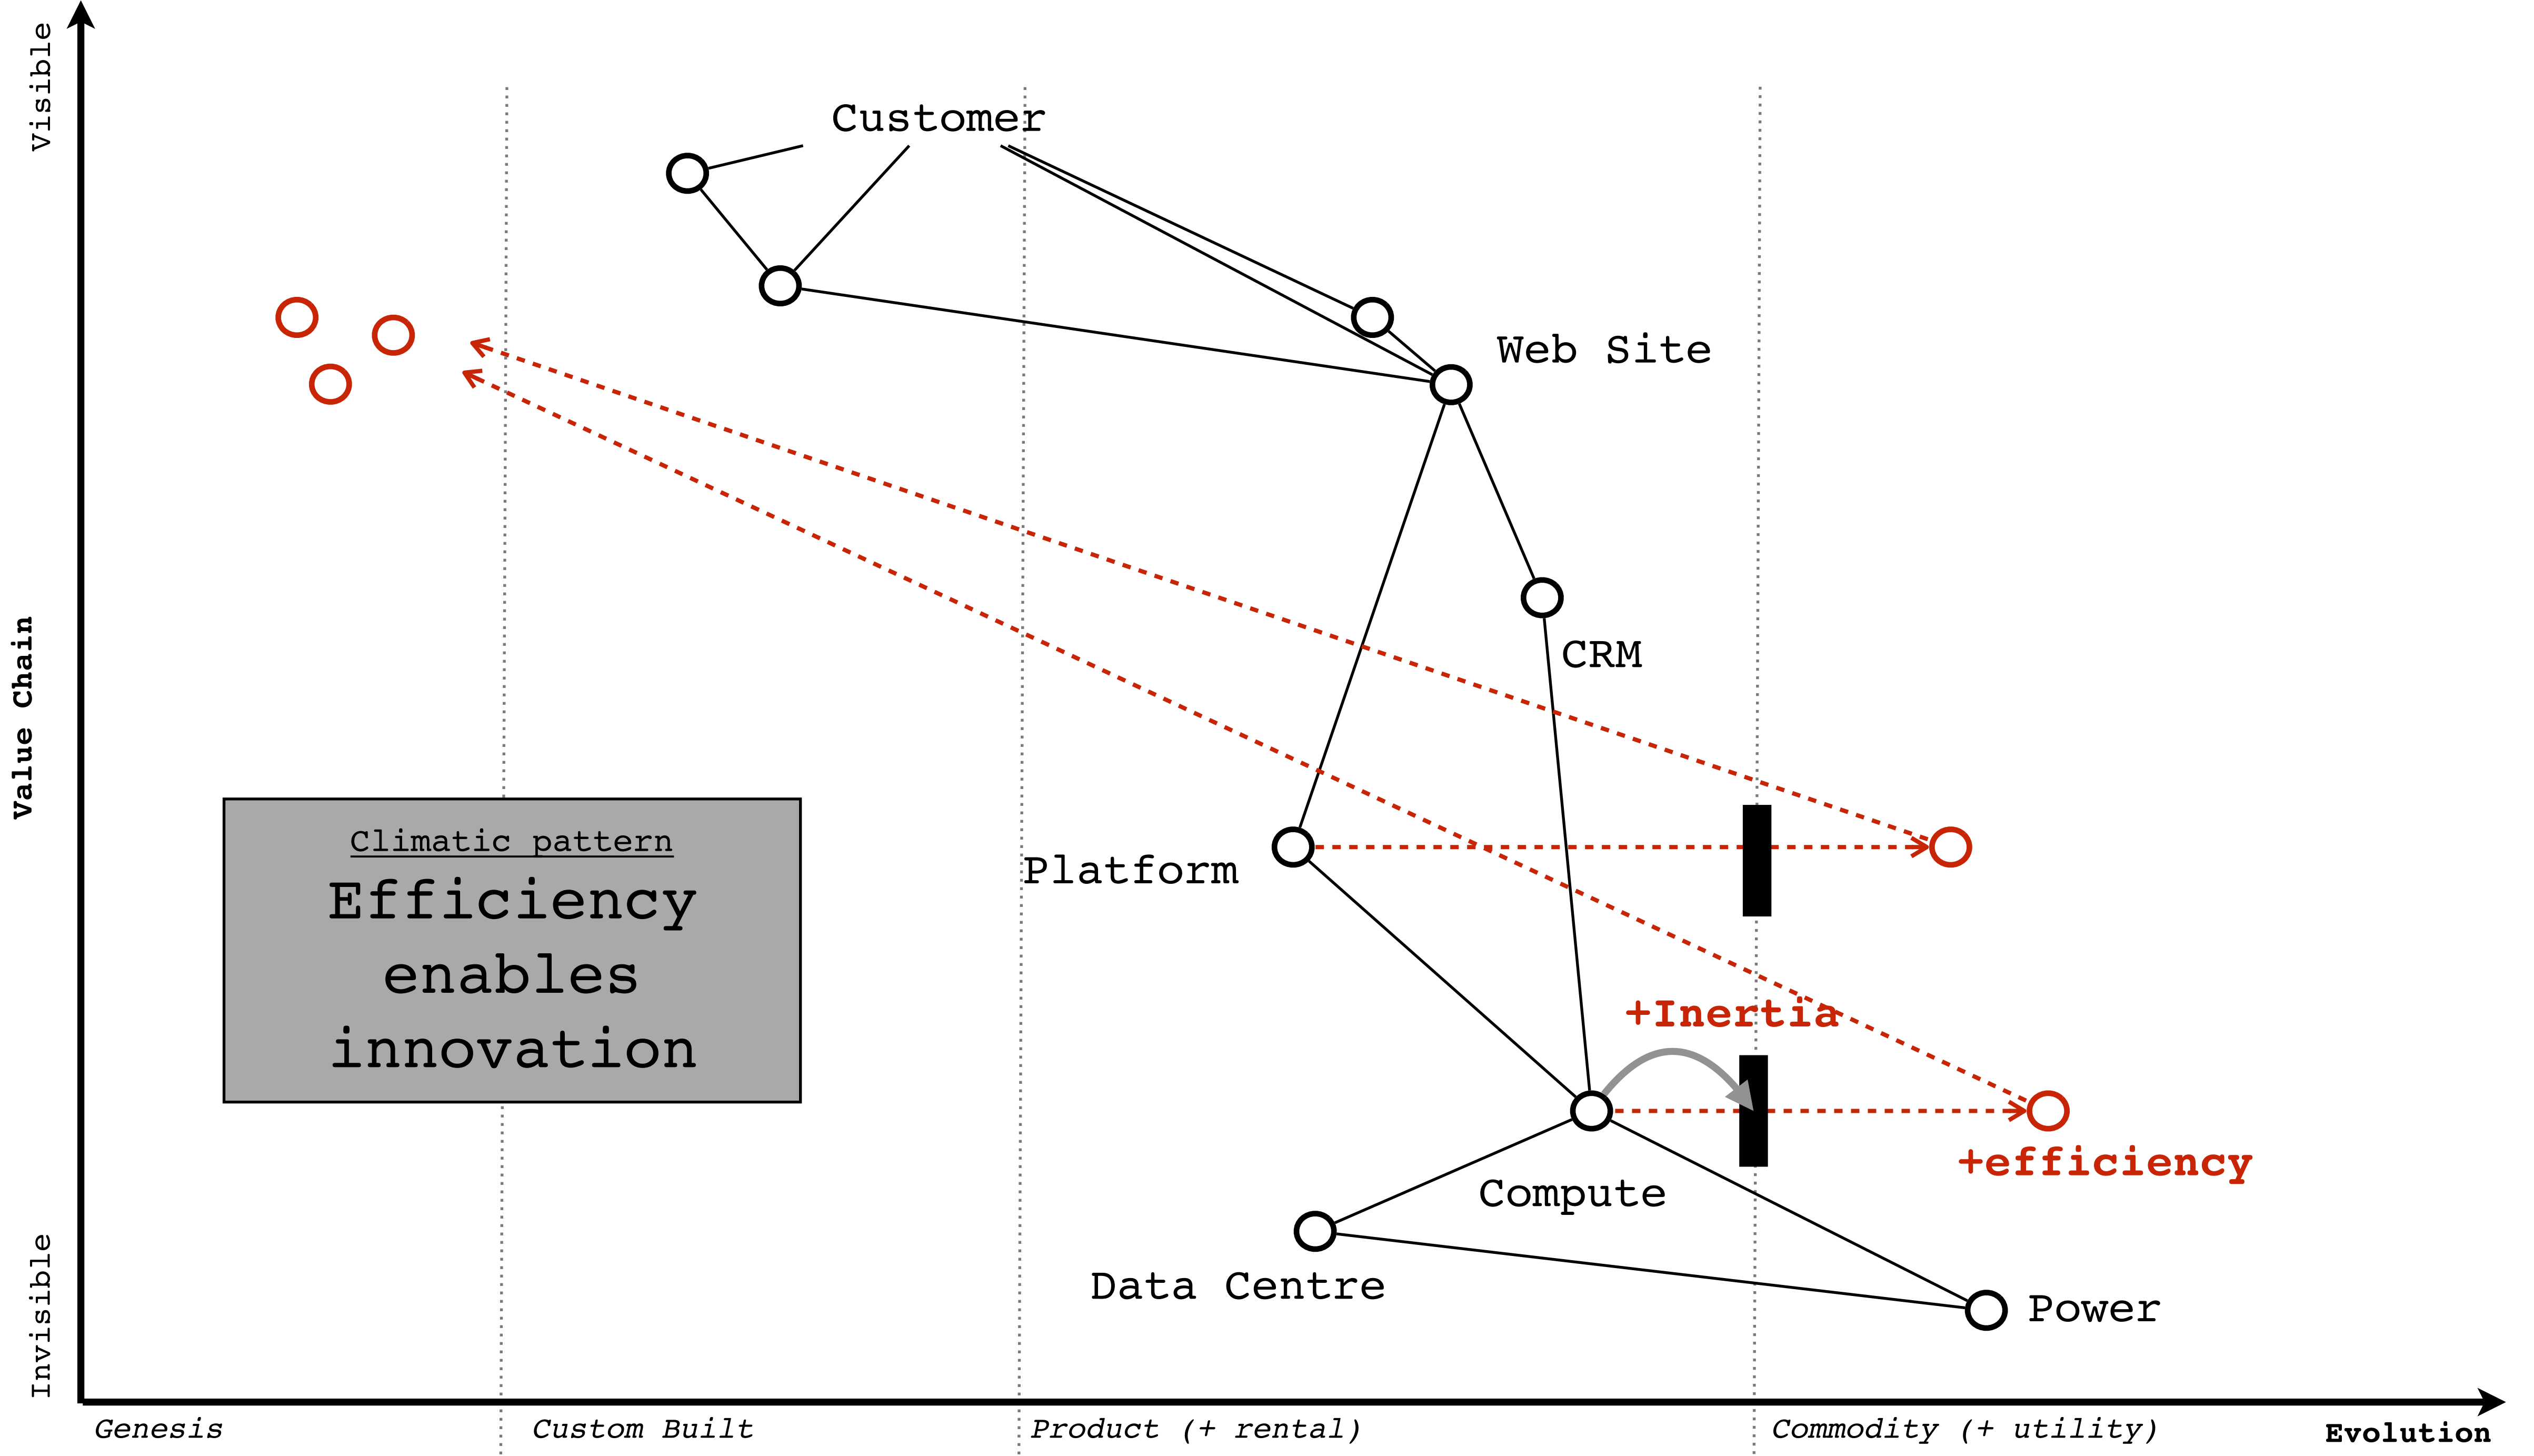 Visible
Customer
Web Site
CRM
Value Chain
Climatic pattern
Efficiency
enables
innovation
Platform
+Inertia
+efficiency
Compute
Data Centre
Power
Invisible
Genesis
Custom Built
Product (+ rental)
Commodity (+ utility)
Evolution